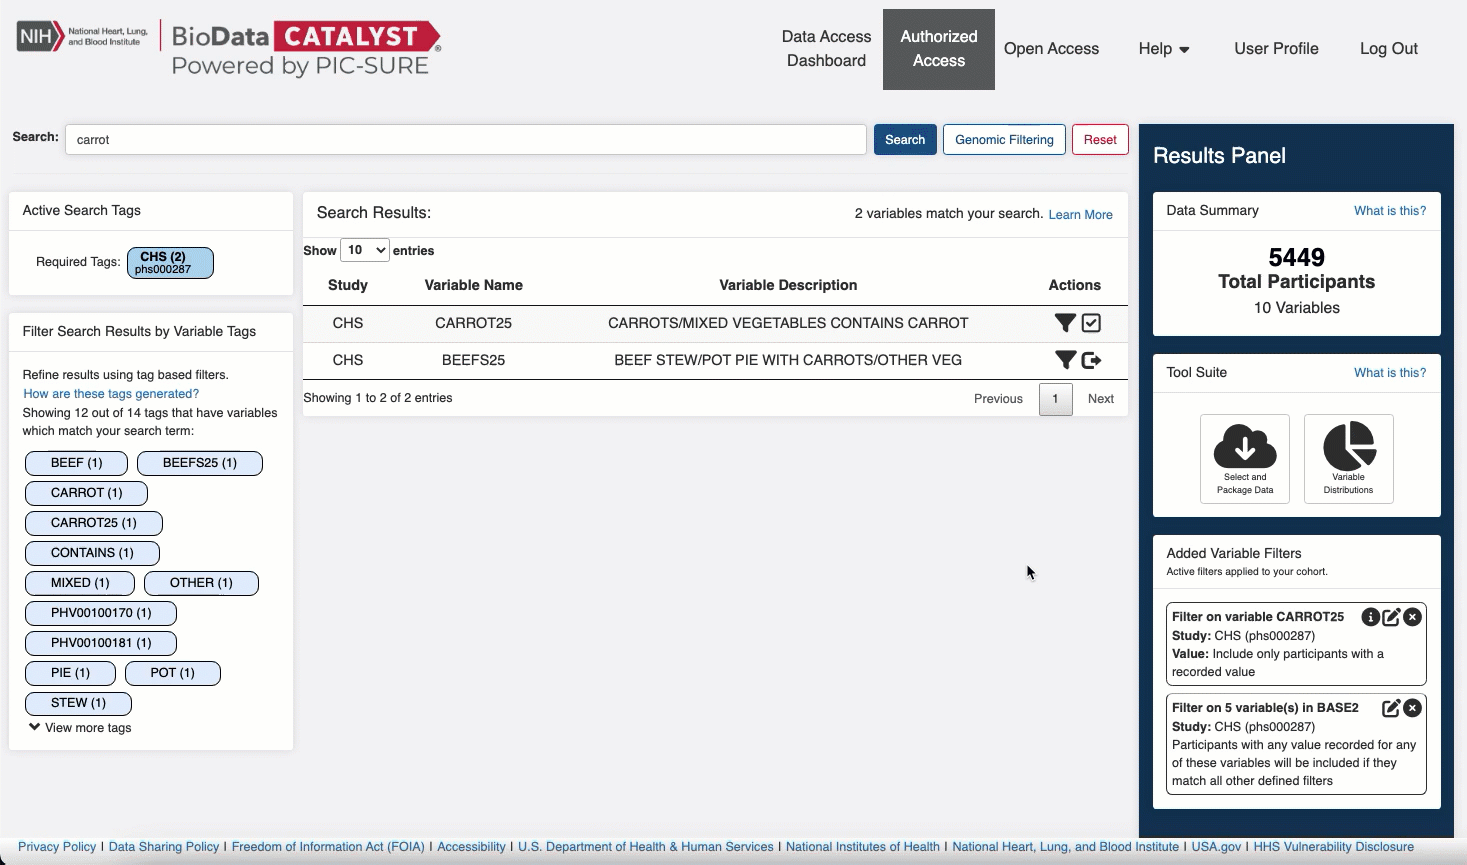 NIH National Heart, Lung, and Blood Institute
BioData CATALYST®
Powered by PIC-SURE
Data Access Dashboard
Authorized Access
Open Access
Help
User Profile
Log Out
Search: carrot
Search
Genomic Filtering
Reset
Active Search Tags
Required Tags: CHS (2)
phs000287
Filter Search Results by Variable Tags
Refine results using tag based filters.
How are these tags generated?
Showing 12 out of 14 tags that have variables
which match your search term:
BEEF (1) BEEFS25 (1)
CARROT (1)
CARROT25 (1)
CONTAINS (1)
MIXED (1) OTHER (1)
PHV00100170 (1)
PHV00100181 (1)
PIE (1) POT (1)
STEW (1)
View more tags
Search Results:
2 variables match your search. Learn More
Show 10 entries
Study Variable Name Variable Description Actions
CHS CARROT25 CARROTS/MIXED VEGETABLES CONTAINS CARROT
CHS BEEFS25 BEEF STEW/POT PIE WITH CARROTS/OTHER VEG
Showing 1 to 2 of 2 entries
Previous 1 Next
Results Panel
Data Summary What is this?
5449
Total Participants
10 Variables
Tool Suite What is this?
Select and
Package Data
Variable
Distributions
Added Variable Filters
Active filters applied to your cohort.
Filter on variable CARROT25
Study: CHS (phs000287)
Value: Include only participants with a
recorded value
Filter on 5 variable(s) in BASE2
Study: CHS (phs000287)
Participants with any value recorded for any
of these variables will be included if they
match all other defined filters
Privacy Policy | Data Sharing Policy | Freedom of Information Act (FOIA) | Accessibility | U.S. Department of Health & Human Services | National Institutes of Health | National Heart, Lung, and Blood Institute | USA.gov | HHS Vulnerability Disclosure